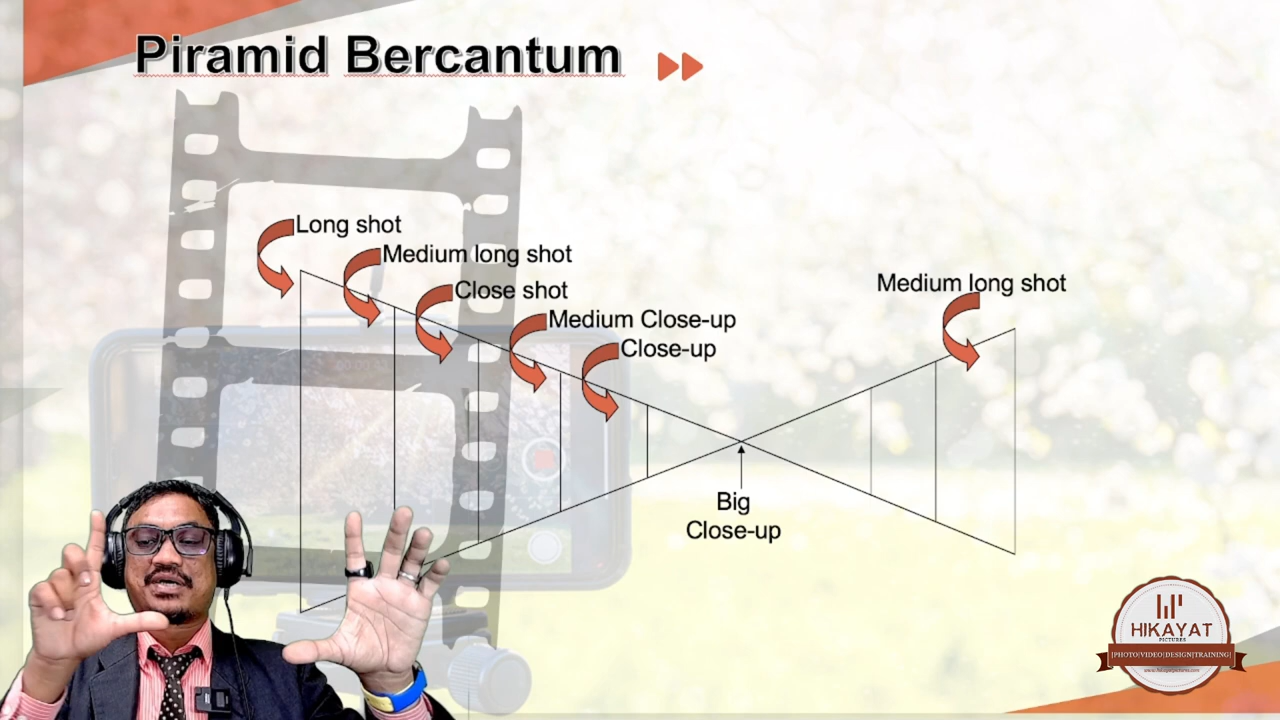 Piramid Bercantum
Long shot
Medium long shot
Close shot
Medium Close-up
Close-up
Medium long shot
Big
Close-up
HIKAYAT
PICTURES
|PHOTO|VIDEO|DESIGN|TRAINING|